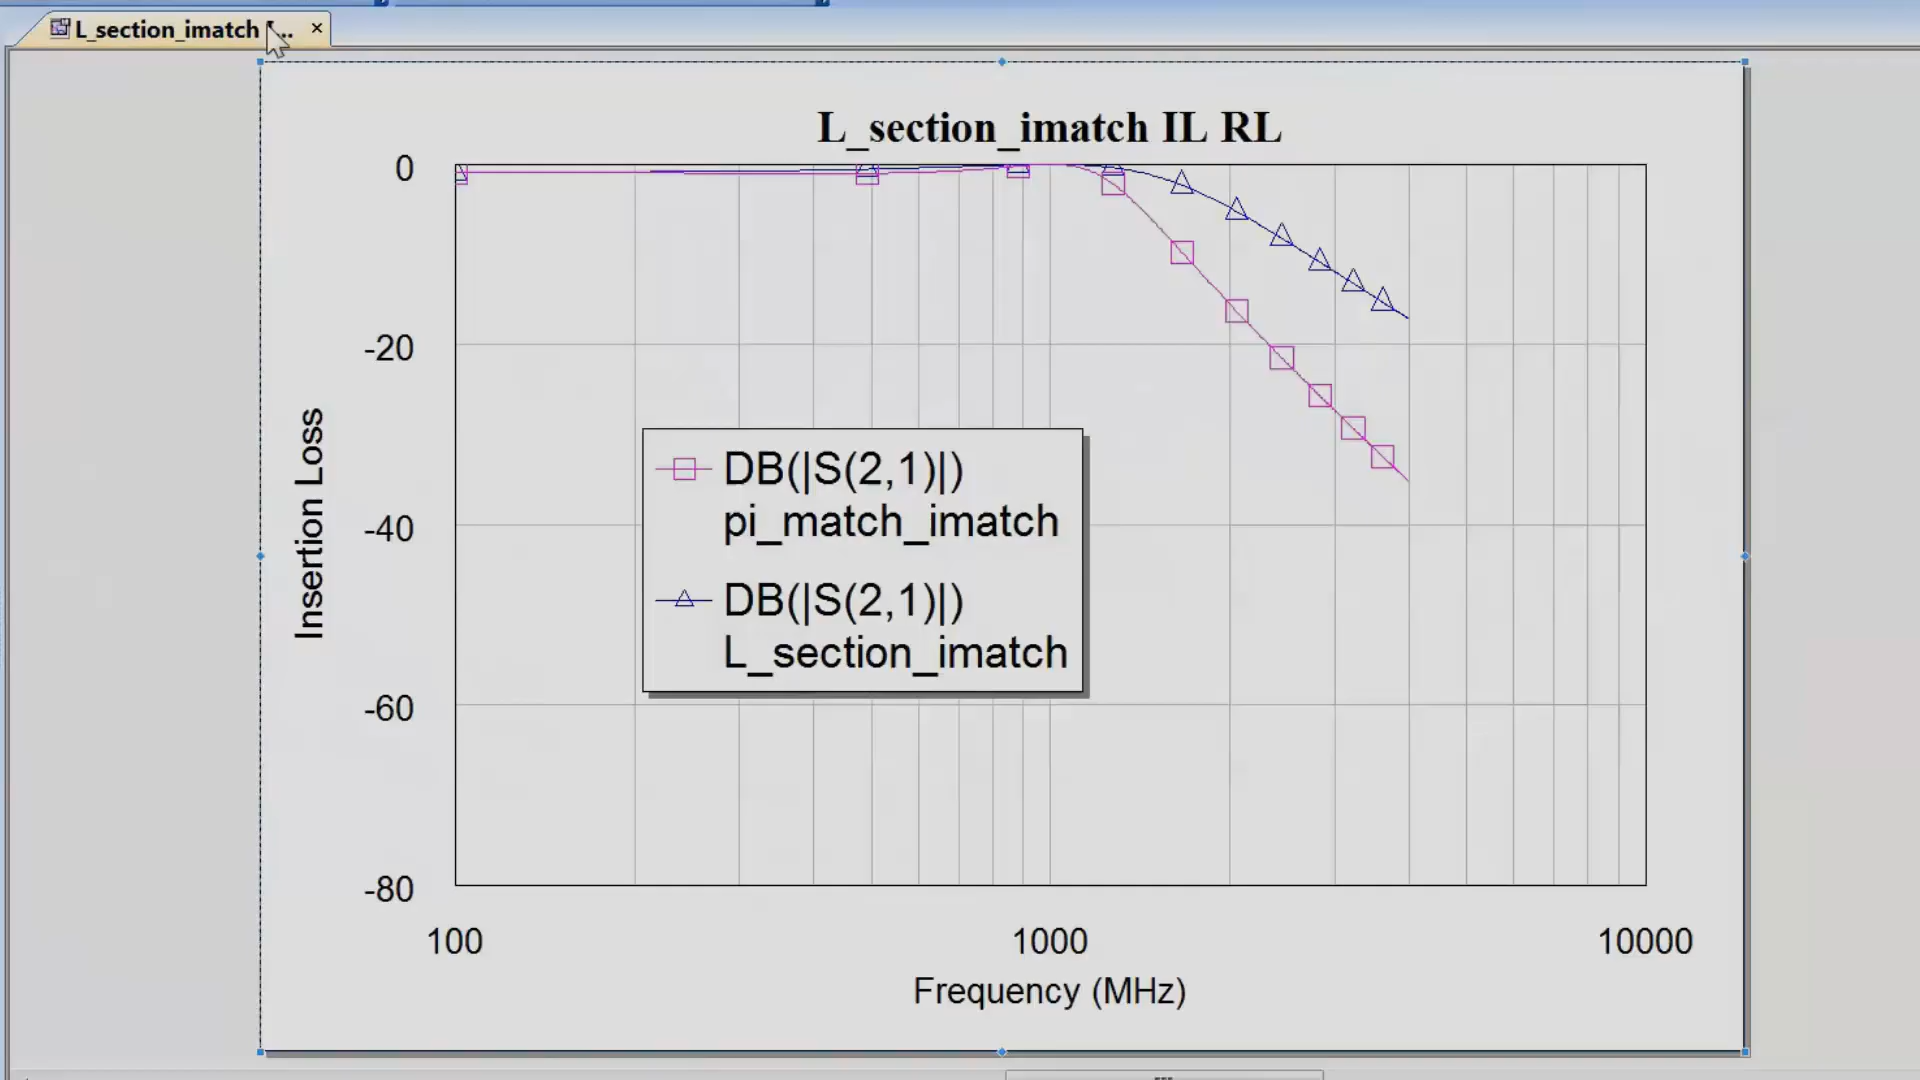 L_section_imatch
×
L_section_imatch IL RL
0
-20
-40
-60
-80
Insertion Loss
DB(|S(2,1)|)
pi_match_imatch
DB(|S(2,1)|)
L_section_imatch
100
1000
10000
Frequency (MHz)